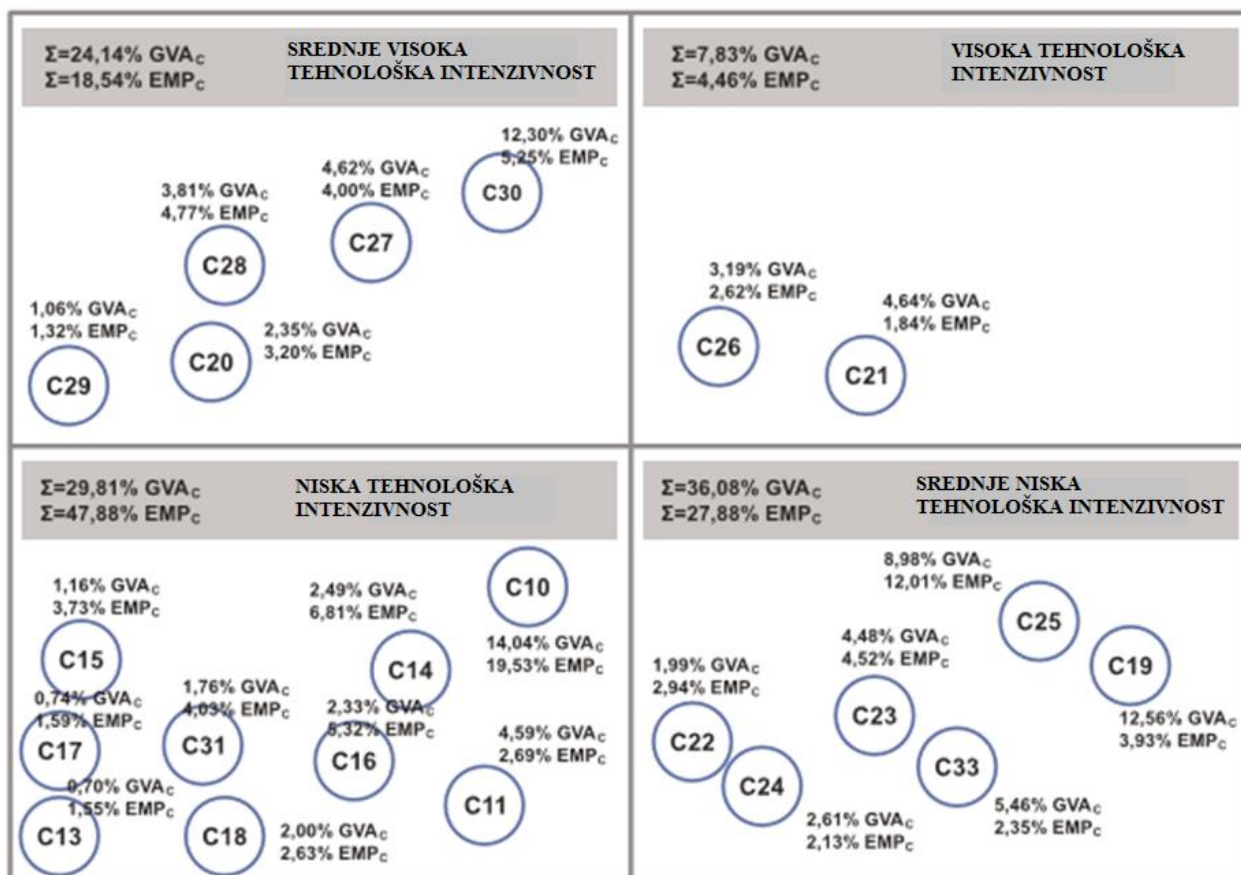 Σ=24,14% GVAc
Σ=18,54% EMPc
SREDNJE VISOKA
TEHNOLOŠKA INTENZIVNOST
12,30% GVAc
5,25% EMPc
C30
4,62% GVAc
4,00% EMPc
C27
3,81% GVAc
4,77% EMPc
C28
1,06% GVAc
1,32% EMPc
C29
2,35% GVAc
3,20% EMPc
C20
Σ=7,83% GVAc
Σ=4,46% EMPc
VISOKA TEHNOLOŠKA
INTENZIVNOST
3,19% GVAc
2,62% EMPc
C26
4,64% GVAc
1,84% EMPc
C21
Σ=29,81% GVAc
Σ=47,88% EMPc
NISKA TEHNOLOŠKA
INTENZIVNOST
C10
14,04% GVAc
19,53% EMPc
1,16% GVAc
3,73% EMPc
C15
2,49% GVAc
6,81% EMPc
C14
0,74% GVAc
1,59% EMPc
C17
1,76% GVAc
4,03% EMPc
C31
2,33% GVAc
5,32% EMPc
C16
4,59% GVAc
2,69% EMPc
C11
0,70% GVAc
1,55% EMPc
C13
C18
2,00% GVAc
2,63% EMPc
Σ=36,08% GVAc
Σ=27,88% EMPc
SREDNJE NISKA
TEHNOLOŠKA INTENZIVNOST
8,98% GVAc
12,01% EMPc
C25
C19
12,56% GVAc
3,93% EMPc
4,48% GVAc
4,52% EMPc
C23
1,99% GVAc
2,94% EMPc
C22
C24
2,61% GVAc
2,13% EMPc
C33
5,46% GVAc
2,35% EMPc